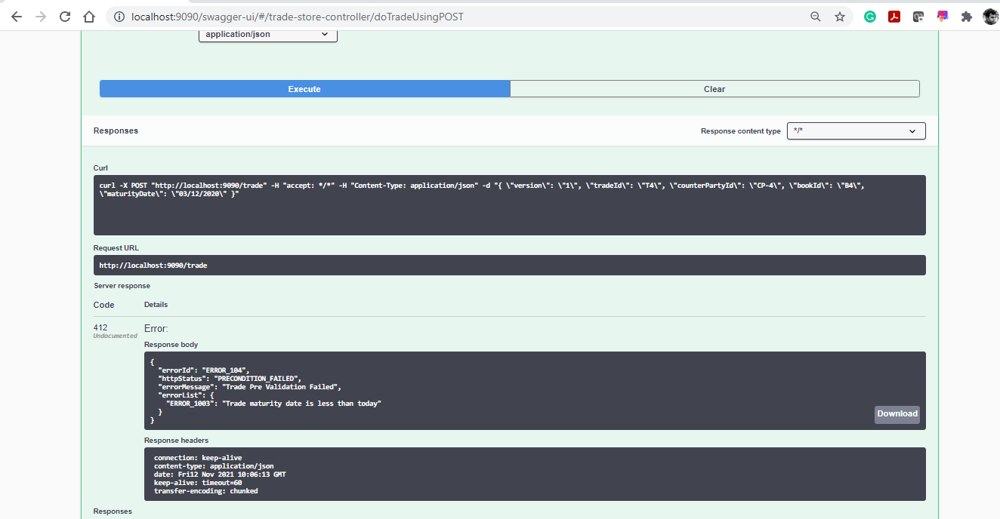 localhost:9090/swagger-ui/#/trade-store-controller/doTradeUsingPOST
application/json
Execute
Clear
Responses
Response content type
*/*
Curl
curl -X POST "http://localhost:9090/trade" -H "accept: */*" -H "Content-Type: application/json" -d "{ \"version\": \"1\", \"tradeId\": \"T4\", \"counterPartyId\": \"CP-4\", \"bookId\": \"B4\",
\"maturityDate\": \"03/12/2020\" }"
Request URL
http://localhost:9090/trade
Server response
Code
Details
412
Undocumented
Error:
Response body
{
"errorId": "ERROR_104",
"httpStatus": "PRECONDITION_FAILED",
"errorMessage": "Trade Pre Validation Failed",
"errorList": {
"ERROR_1003": "Trade maturity date is less than today"
}
}
Download
Response headers
connection: keep-alive
content-type: application/json
date: Fri12 Nov 2021 10:06:13 GMT
keep-alive: timeout=60
transfer-encoding: chunked
Responses